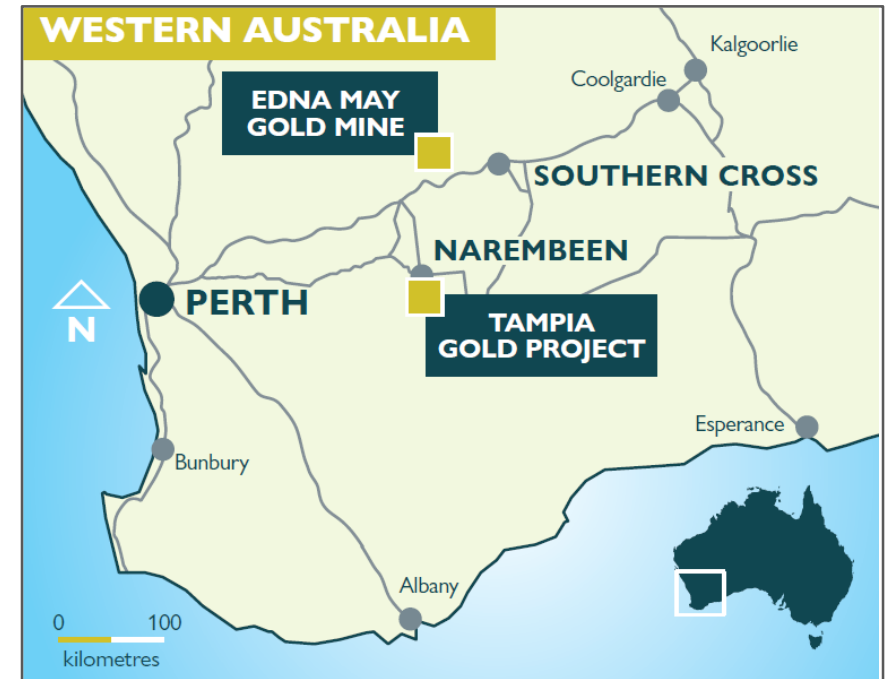 WESTERN AUSTRALIA
Kalgoorlie
Coolgardie
EDNA MAY
GOLD MINE
SOUTHERN CROSS
NAREMBEEN
PERTH
N
TAMPIA
GOLD PROJECT
Esperance
Bunbury
Albany
0 100
kilometres